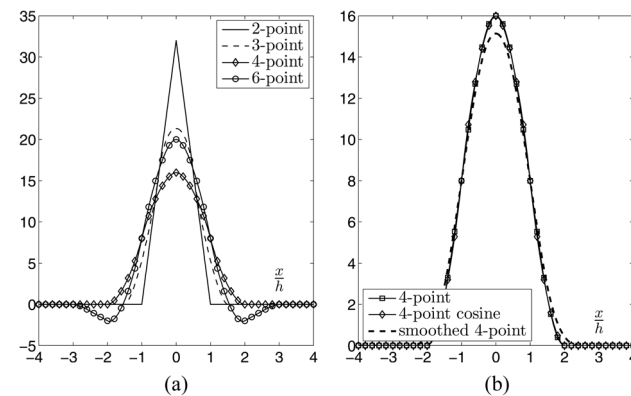 35
30
25
20
15
10
5
0
−5
−4 −3 −2 −1 0 1 2 3 4
2-point
3-point
4-point
6-point
x/h
(a)
16
14
12
10
8
6
4
2
0
−4 −3 −2 −1 0 1 2 3 4
4-point
4-point cosine
smoothed 4-point
x/h
(b)